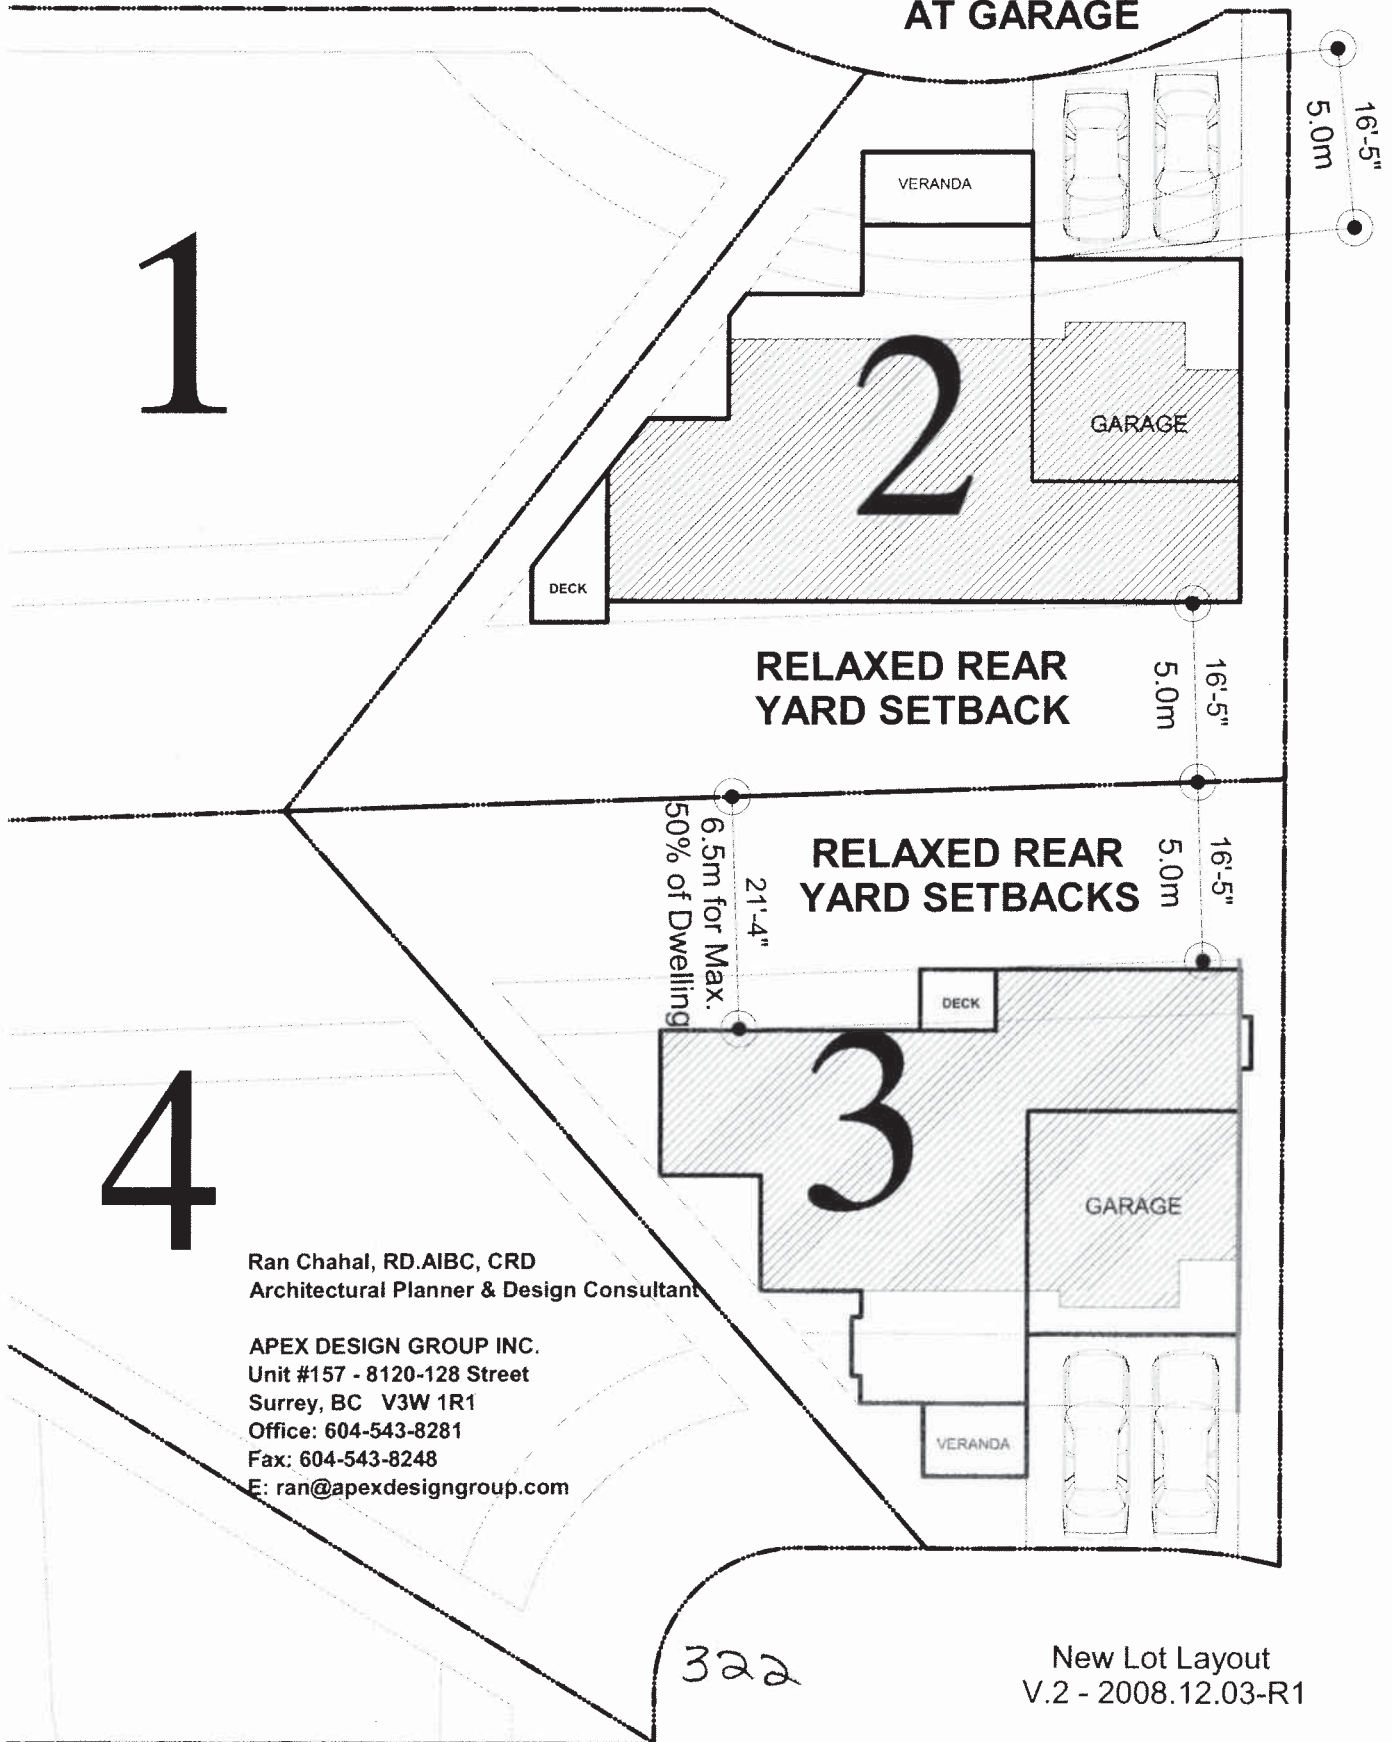 AT GARAGE
16'-5"
5.0m
VERANDA
1
2
GARAGE
DECK
RELAXED REAR
YARD SETBACK
16'-5"
5.0m
RELAXED REAR
YARD SETBACKS
16'-5"
5.0m
21'-4"
6.5m for Max.
50% of Dwelling
DECK
3
4
GARAGE
Ran Chahal, RD.AIBC, CRD
Architectural Planner & Design Consultant
APEX DESIGN GROUP INC.
Unit #157 - 8120-128 Street
Surrey, BC V3W 1R1
Office: 604-543-8281
Fax: 604-543-8248
E: ran@apexdesigngroup.com
VERANDA
322
New Lot Layout
V.2 - 2008.12.03-R1